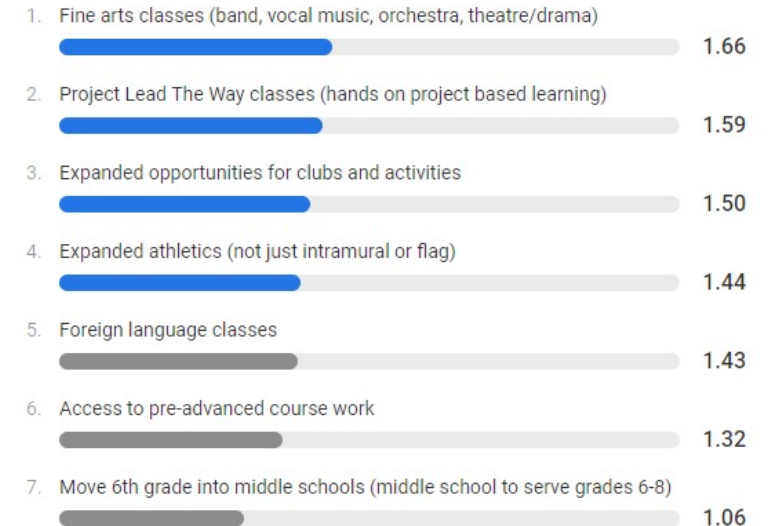 1. Fine arts classes (band, vocal music, orchestra, theatre/drama)
1.66
2. Project Lead The Way classes (hands on project based learning)
1.59
3. Expanded opportunities for clubs and activities
1.50
4. Expanded athletics (not just intramural or flag)
1.44
5. Foreign language classes
1.43
6. Access to pre-advanced course work
1.32
7. Move 6th grade into middle schools (middle school to serve grades 6-8)
1.06